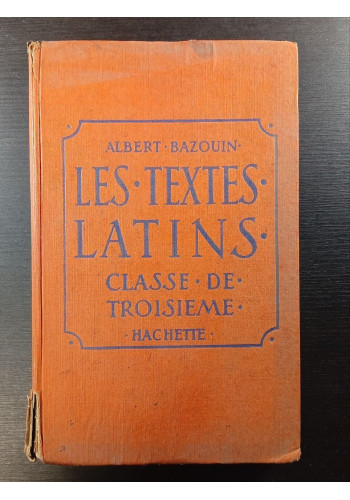 ALBERT·BAZOUIN·
LES·TEXTES·
LATINS·
CLASSE·DE·
TROISIEME·
·HACHETTE·